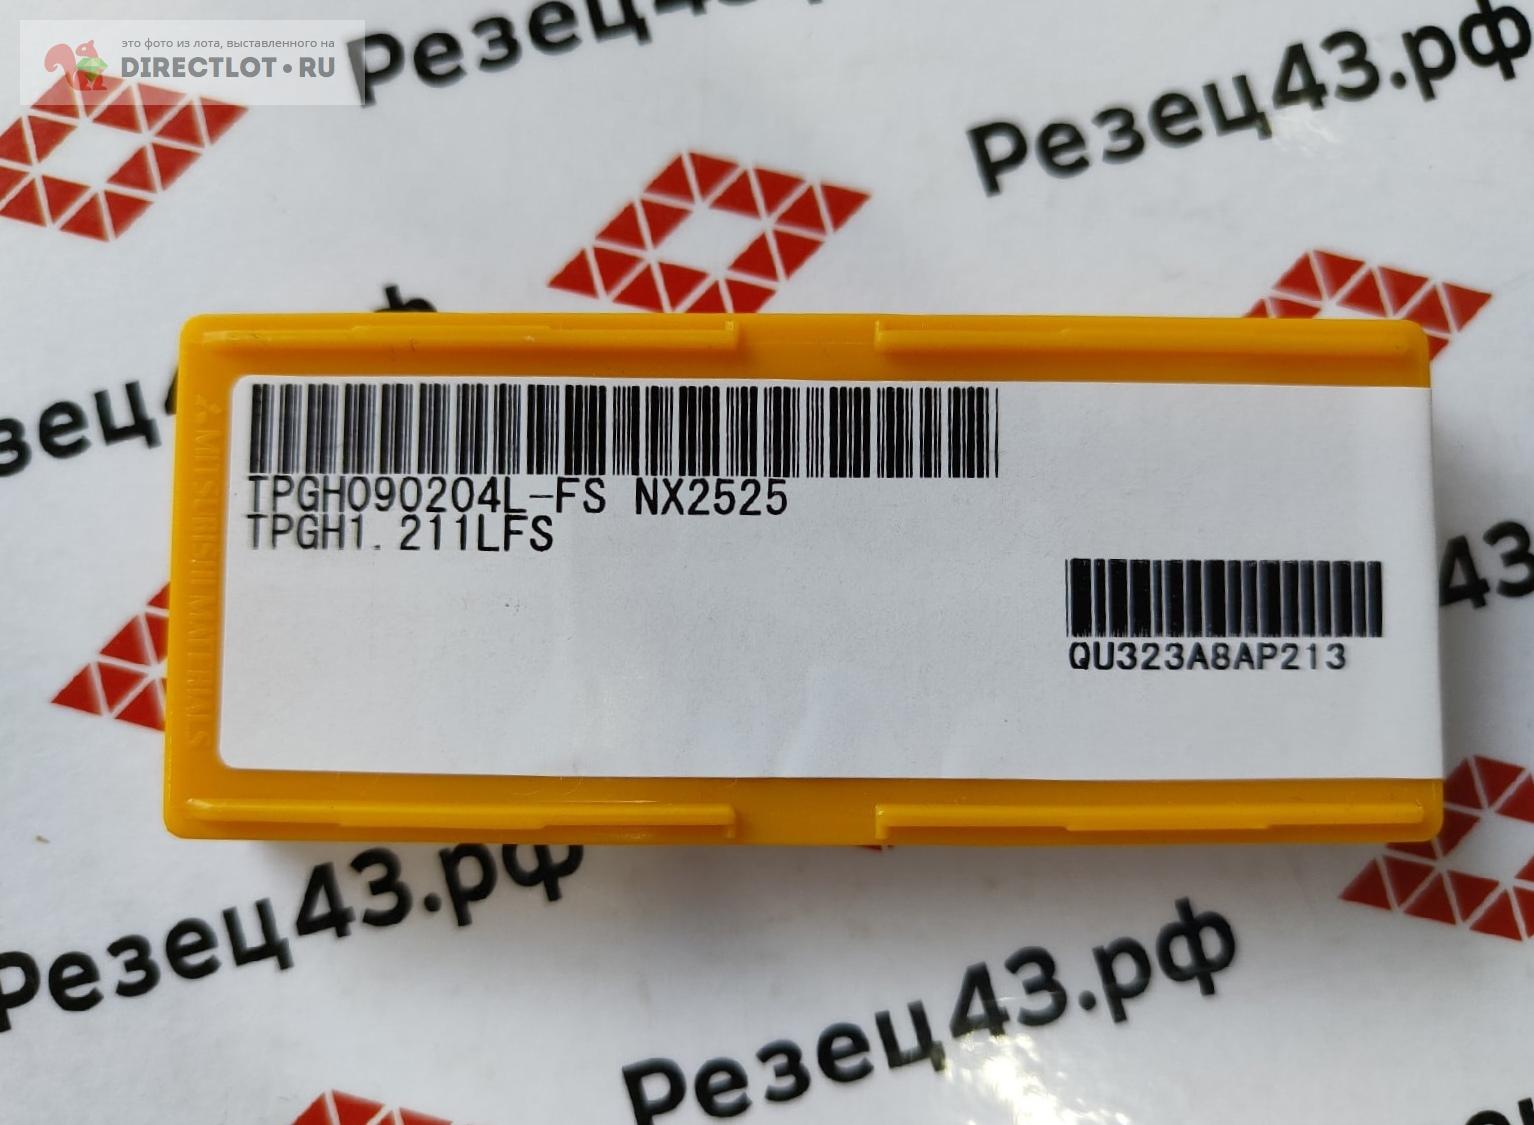 это фото из лота, выставленного на
DIRECTLOT•RU
Резец43.рф
Резец43.рф
MITSUBISHI MATERIALS
TPGH090204L-FS NX2525
TPGH1.211LFS
QU323A8AP213
43
Резец43.рф
Резец43.рф